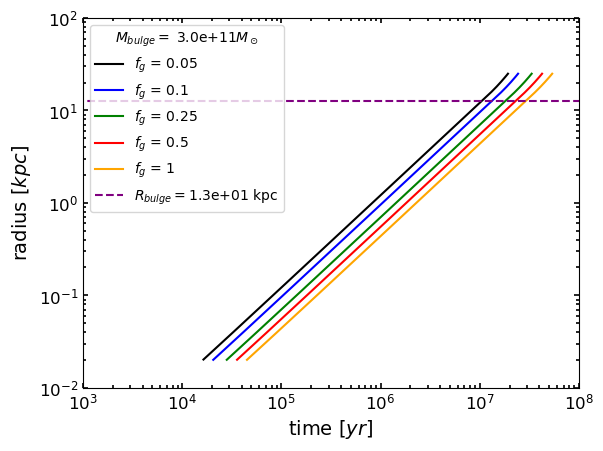 10²
10¹
10⁰
10⁻¹
10⁻²
radius [kpc]
M_bulge = 3.0e+11M_⊙
f_g = 0.05
f_g = 0.1
f_g = 0.25
f_g = 0.5
f_g = 1
R_bulge = 1.3e+01 kpc
10³ 10⁴ 10⁵ 10⁶ 10⁷ 10⁸
time [yr]